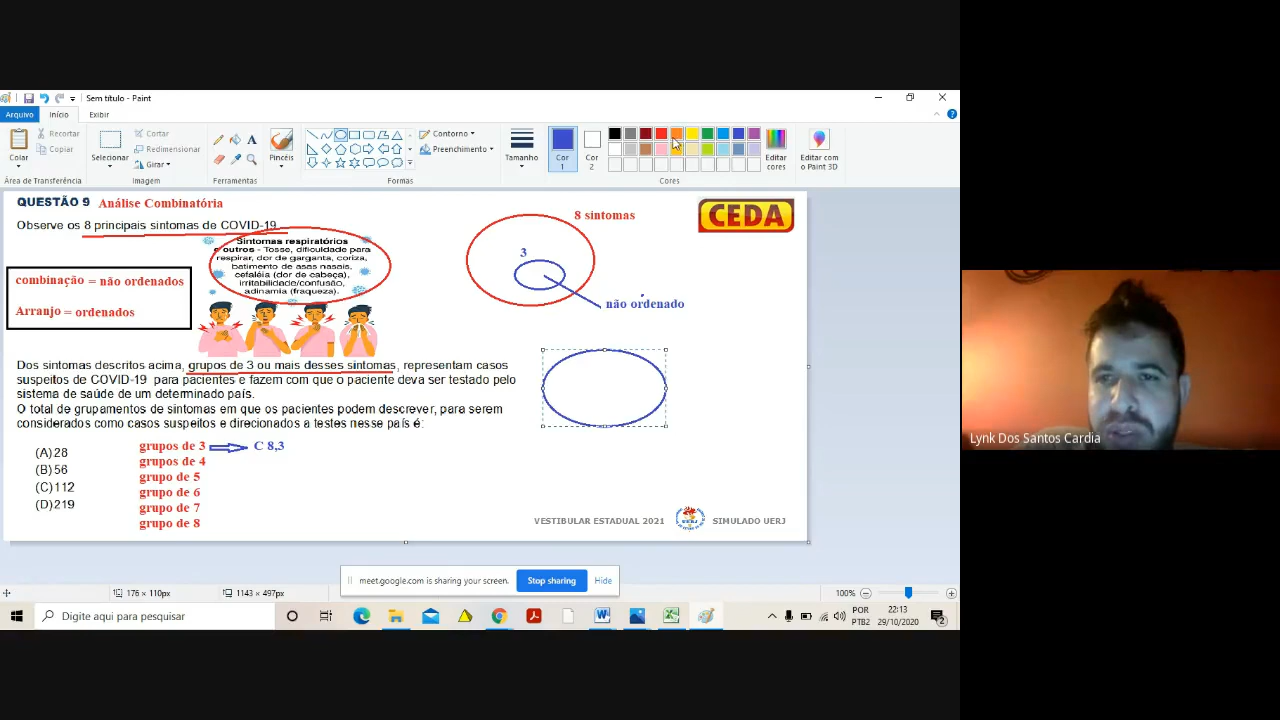 Sem título - Paint
Arquivo
Início
Exibir
Colar
Recortar
Copiar
Área de Transferência
Selecionar
Cortar
Redimensionar
Girar
Imagem
Pincéis
Ferramentas
Contorno
Preenchimento
Formas
Tamanho
Cor
1
Cor
2
Cores
Editar
cores
Editar com
o Paint 3D
QUESTÃO 9 Análise Combinatória
Observe os 8 principais sintomas de COVID-19.
Sintomas respiratórios
e outros - Tosse, dificuldade para
respirar, dor de garganta, coriza,
batimento de asas nasais,
cefaléia (dor de cabeça),
irritabilidade/confusão,
adinamia (fraqueza).
combinação = não ordenados
Arranjo = ordenados
8 sintomas
3
não ordenado
CEDA
Dos sintomas descritos acima, grupos de 3 ou mais desses sintomas, representam casos
suspeitos de COVID-19 para pacientes e fazem com que o paciente deva ser testado pelo
sistema de saúde de um determinado país.
O total de grupamentos de sintomas em que os pacientes podem descrever, para serem
considerados como casos suspeitos e direcionados a testes nesse país é:
(A) 28
(B) 56
(C) 112
(D) 219
grupos de 3 C 8,3
grupos de 4
grupo de 5
grupo de 6
grupo de 7
grupo de 8
VESTIBULAR ESTADUAL 2021 UERJ SIMULADO UERJ
meet.google.com is sharing your screen. Stop sharing Hide
176 × 110px
1143 × 497px
100%
Digite aqui para pesquisar
POR
PTB2
22:13
29/10/2020
2
Lynk Dos Santos Cardia